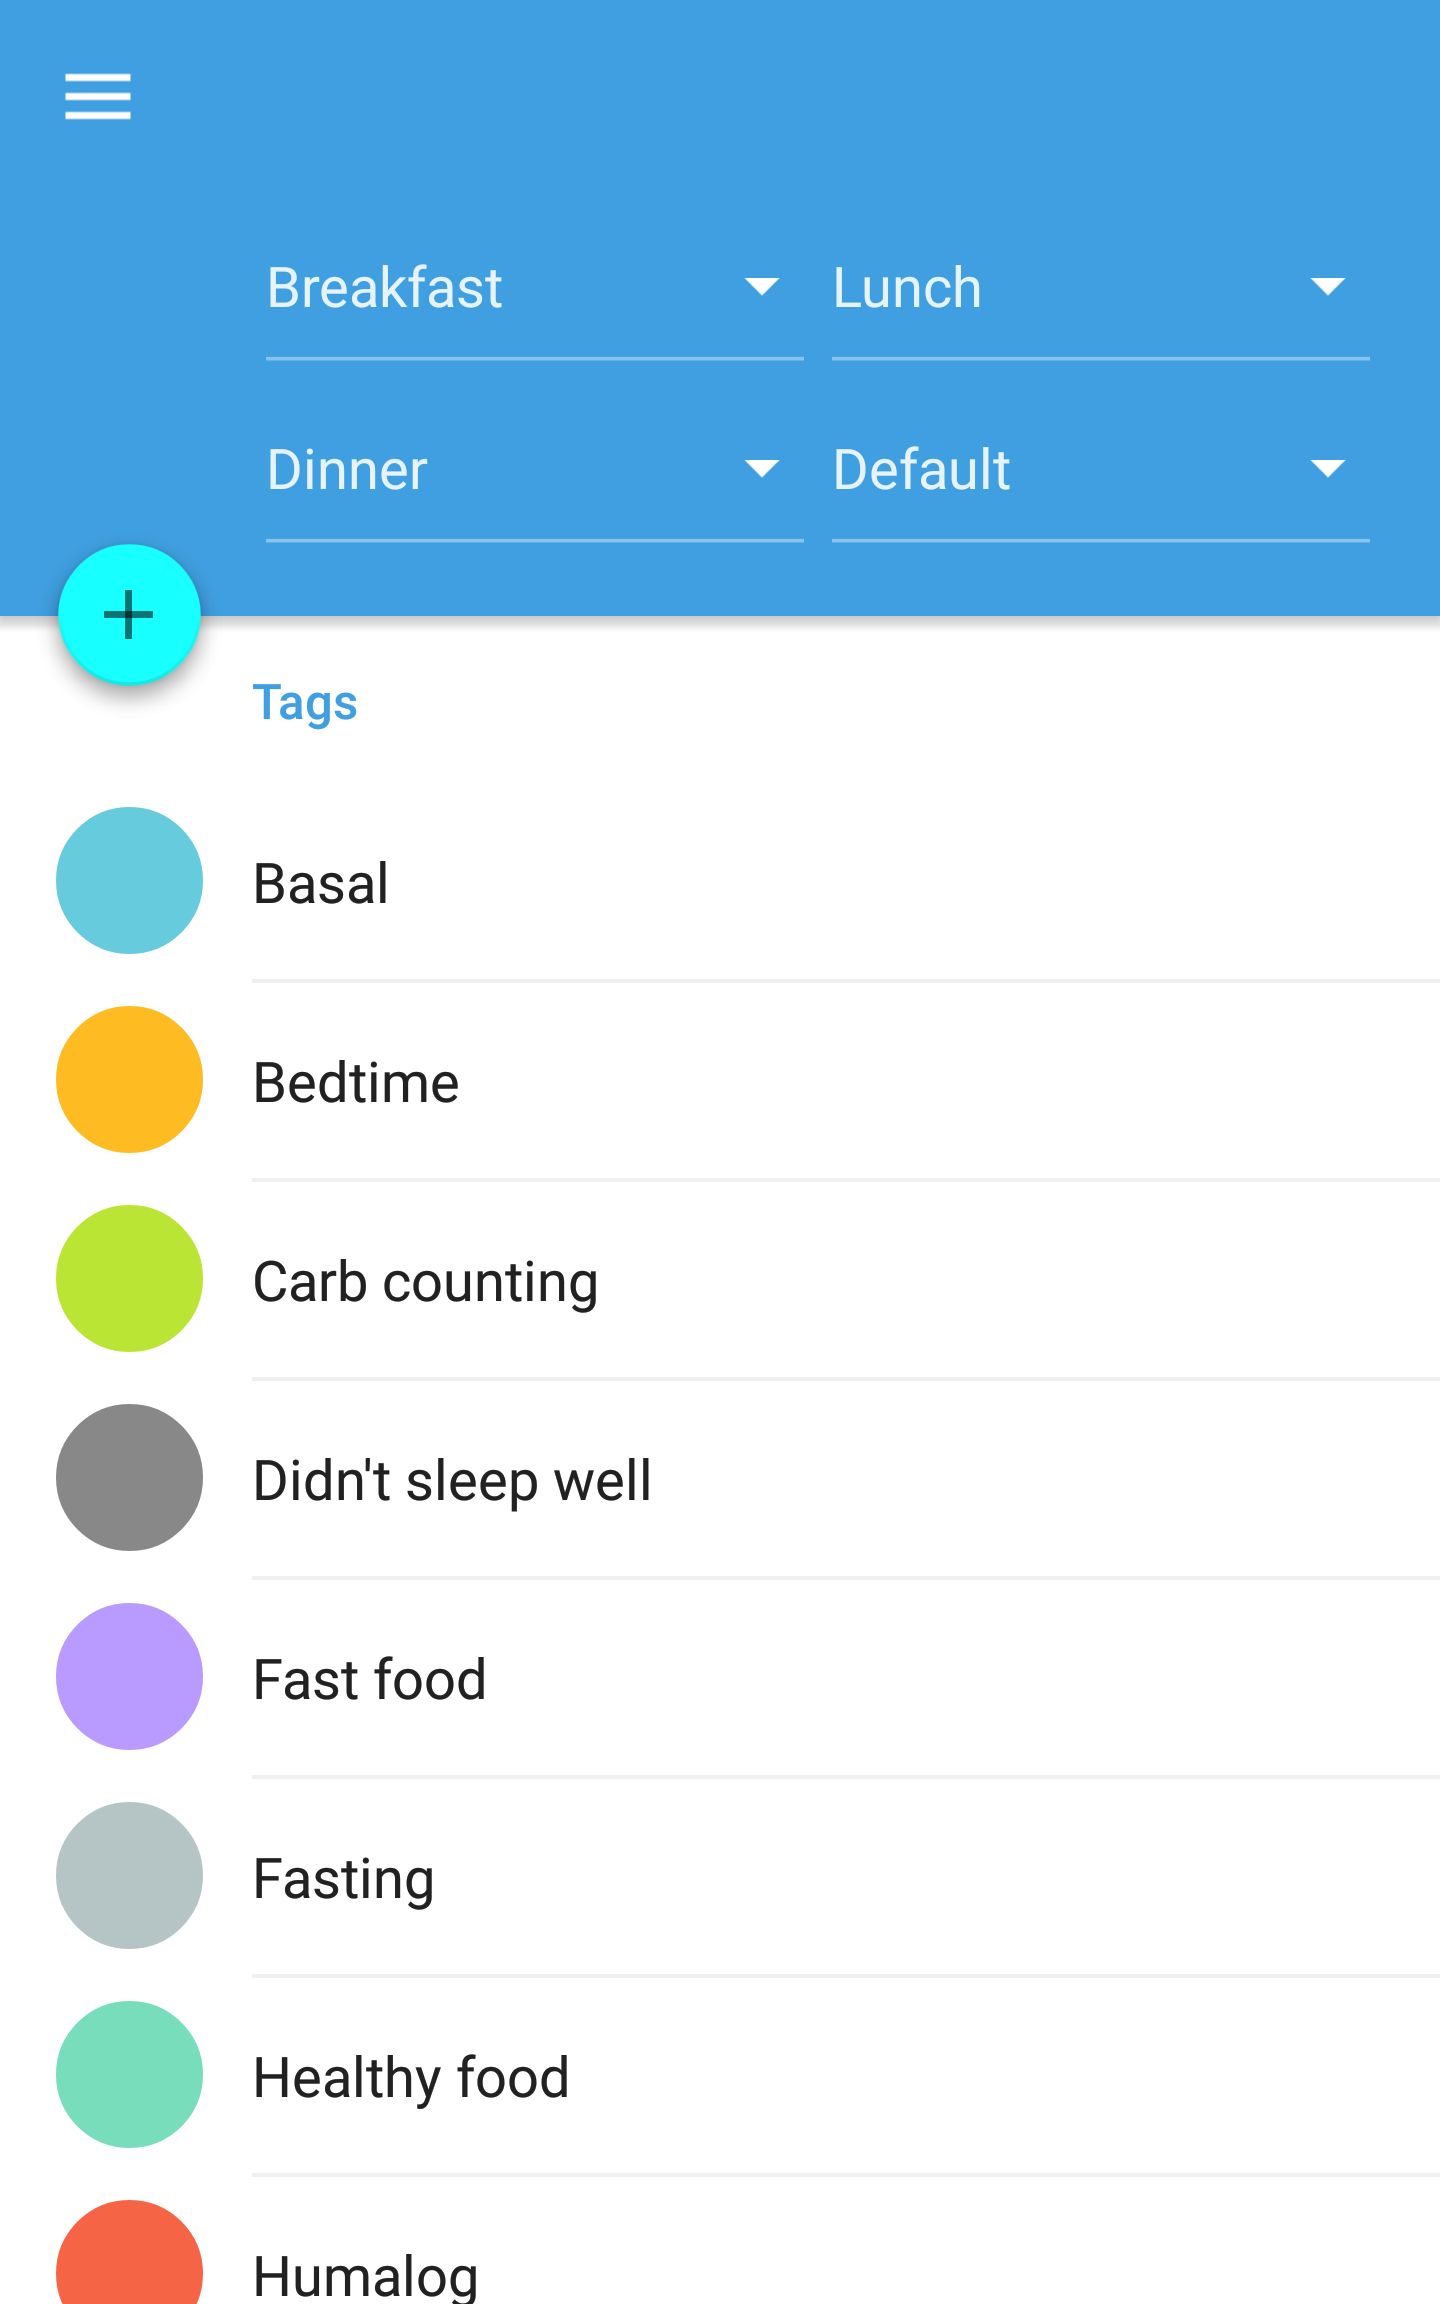 Breakfast Lunch
Dinner Default
Tags
Basal
Bedtime
Carb counting
Didn't sleep well
Fast food
Fasting
Healthy food
Humalog